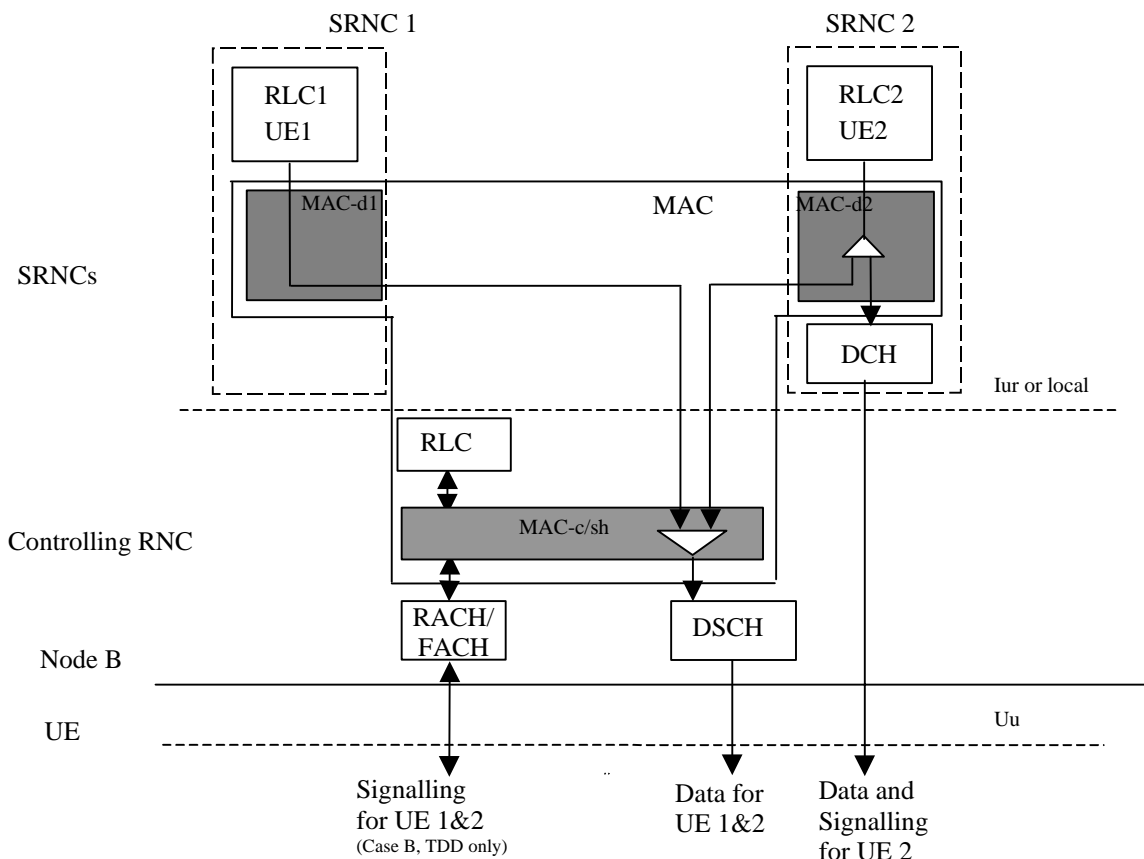 SRNC 1
SRNC 2
RLC1
UE1
RLC2
UE2
MAC-d1
MAC
MAC-d2
SRNCs
DCH
Iur or local
RLC
MAC-c/sh
Controlling RNC
RACH/
FACH
DSCH
Node B
UE
Uu
..
Signalling
for UE 1&2
(Case B, TDD only)
Data for
UE 1&2
Data and
Signalling
for UE 2